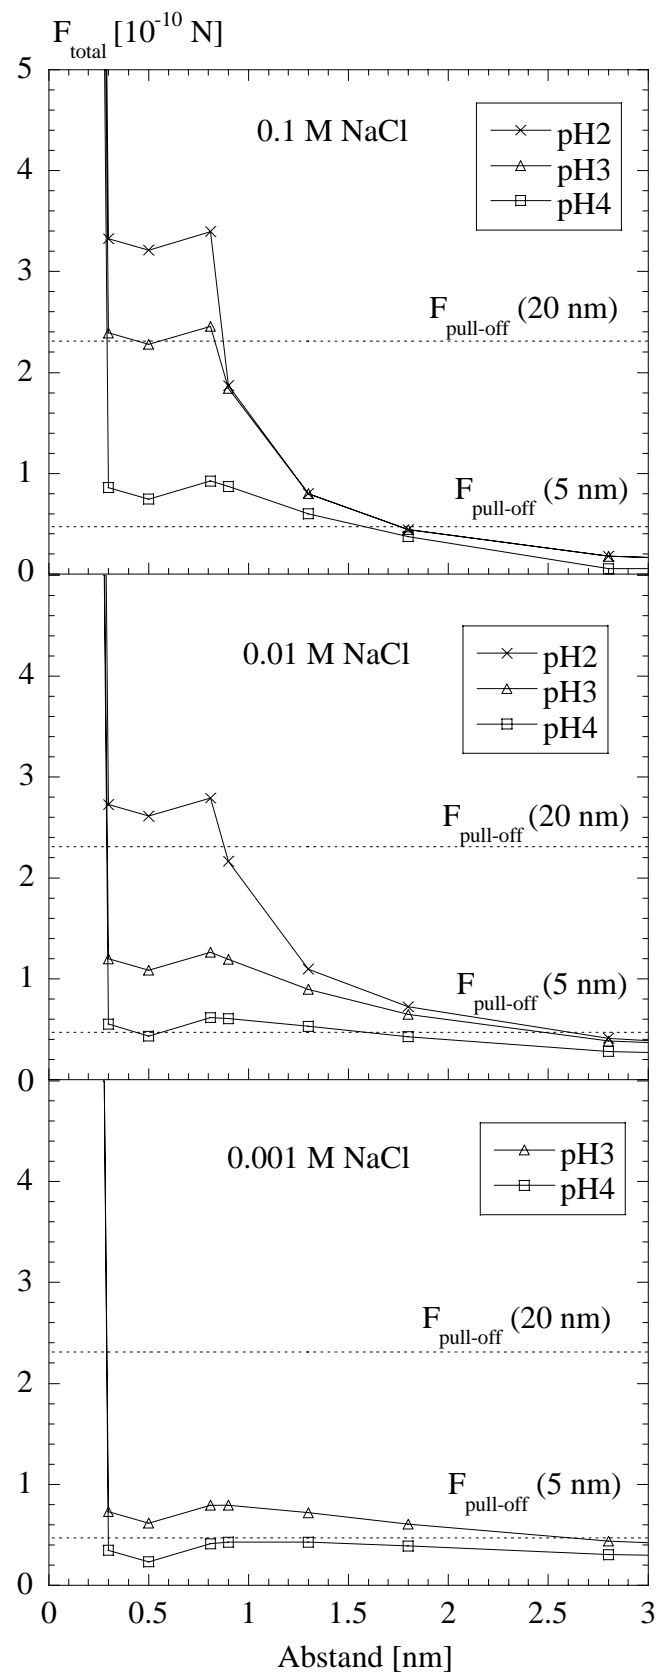 F_total [10^-10 N]
5
0.1 M NaCl
pH2
pH3
pH4
4
3
F_pull-off (20 nm)
2
1
F_pull-off (5 nm)
0
0.01 M NaCl
pH2
pH3
pH4
4
3
F_pull-off (20 nm)
2
1
F_pull-off (5 nm)
0
0.001 M NaCl
pH3
pH4
4
3
F_pull-off (20 nm)
2
1
F_pull-off (5 nm)
0
0 0.5 1 1.5 2 2.5 3
Abstand [nm]